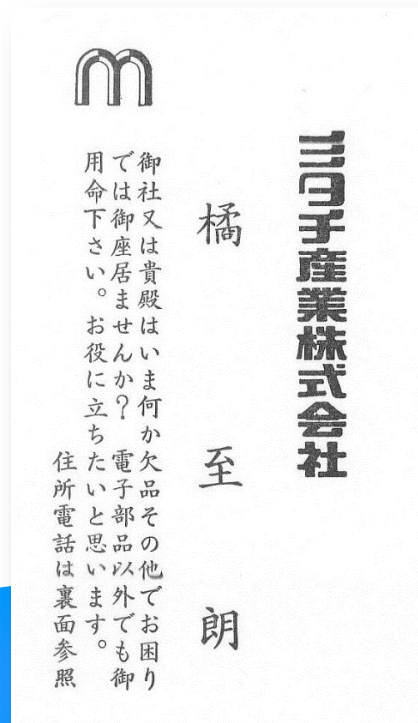 ミタチ産業株式会社
橘至朗
御社又は貴殿はいま何か欠品その他でお困り
では御座居ませんか? 電子部品以外でも御
用命下さい。お役に立ちたいと思います。
住所電話は裏面参照
m